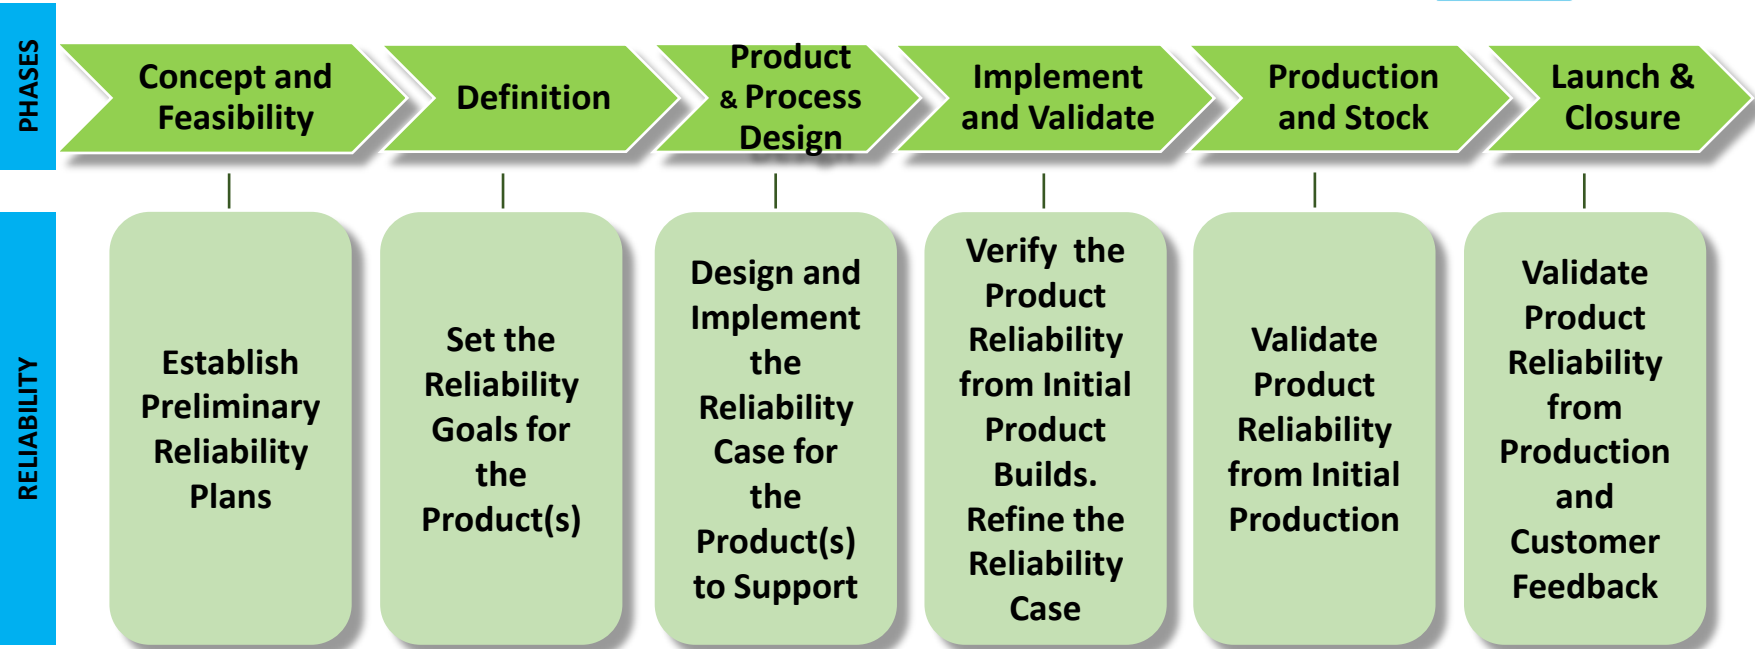 PHASES
Concept and
Feasibility
Definition
Product
& Process
Design
Implement
and Validate
Production
and Stock
Launch &
Closure
RELIABILITY
Establish
Preliminary
Reliability
Plans
Set the
Reliability
Goals for
the
Product(s)
Design and
Implement
the
Reliability
Case for
the
Product(s)
to Support
Verify  the
Product
Reliability
from Initial
Product
Builds.
Refine the
Reliability
Case
Validate
Product
Reliability
from Initial
Production
Validate
Product
Reliability
from
Production
and
Customer
Feedback